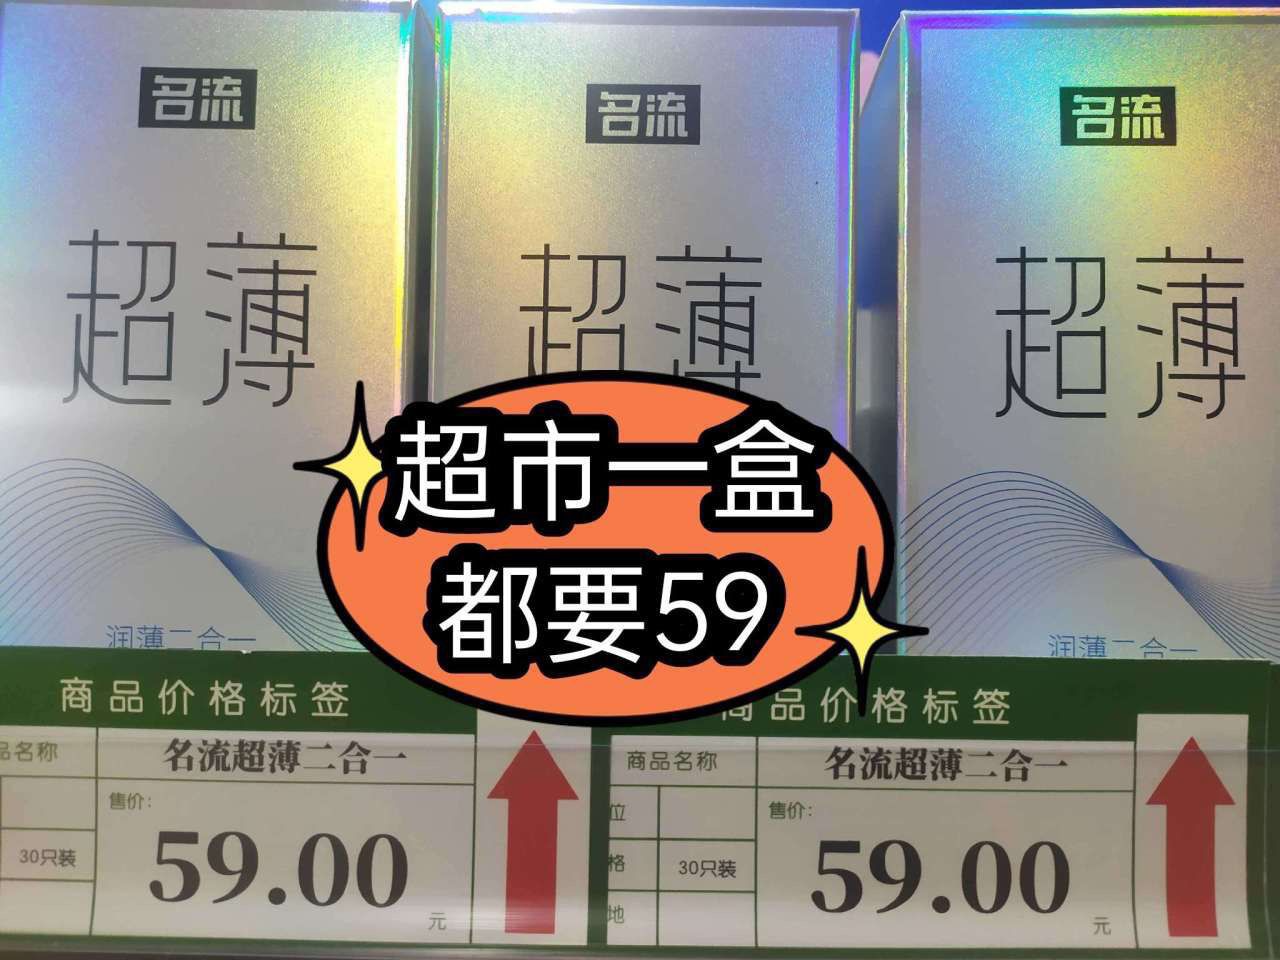 名流
名流
名流
超薄
超薄
超薄
超市一盒
都要59
润薄二合一
润薄二合一
商品价格标签
商品价格标签
品名称
名流超薄二合一
售价:
30只装
59.00
元
商品名称
名流超薄二合一
位
售价:
格
30只装
59.00
地
元